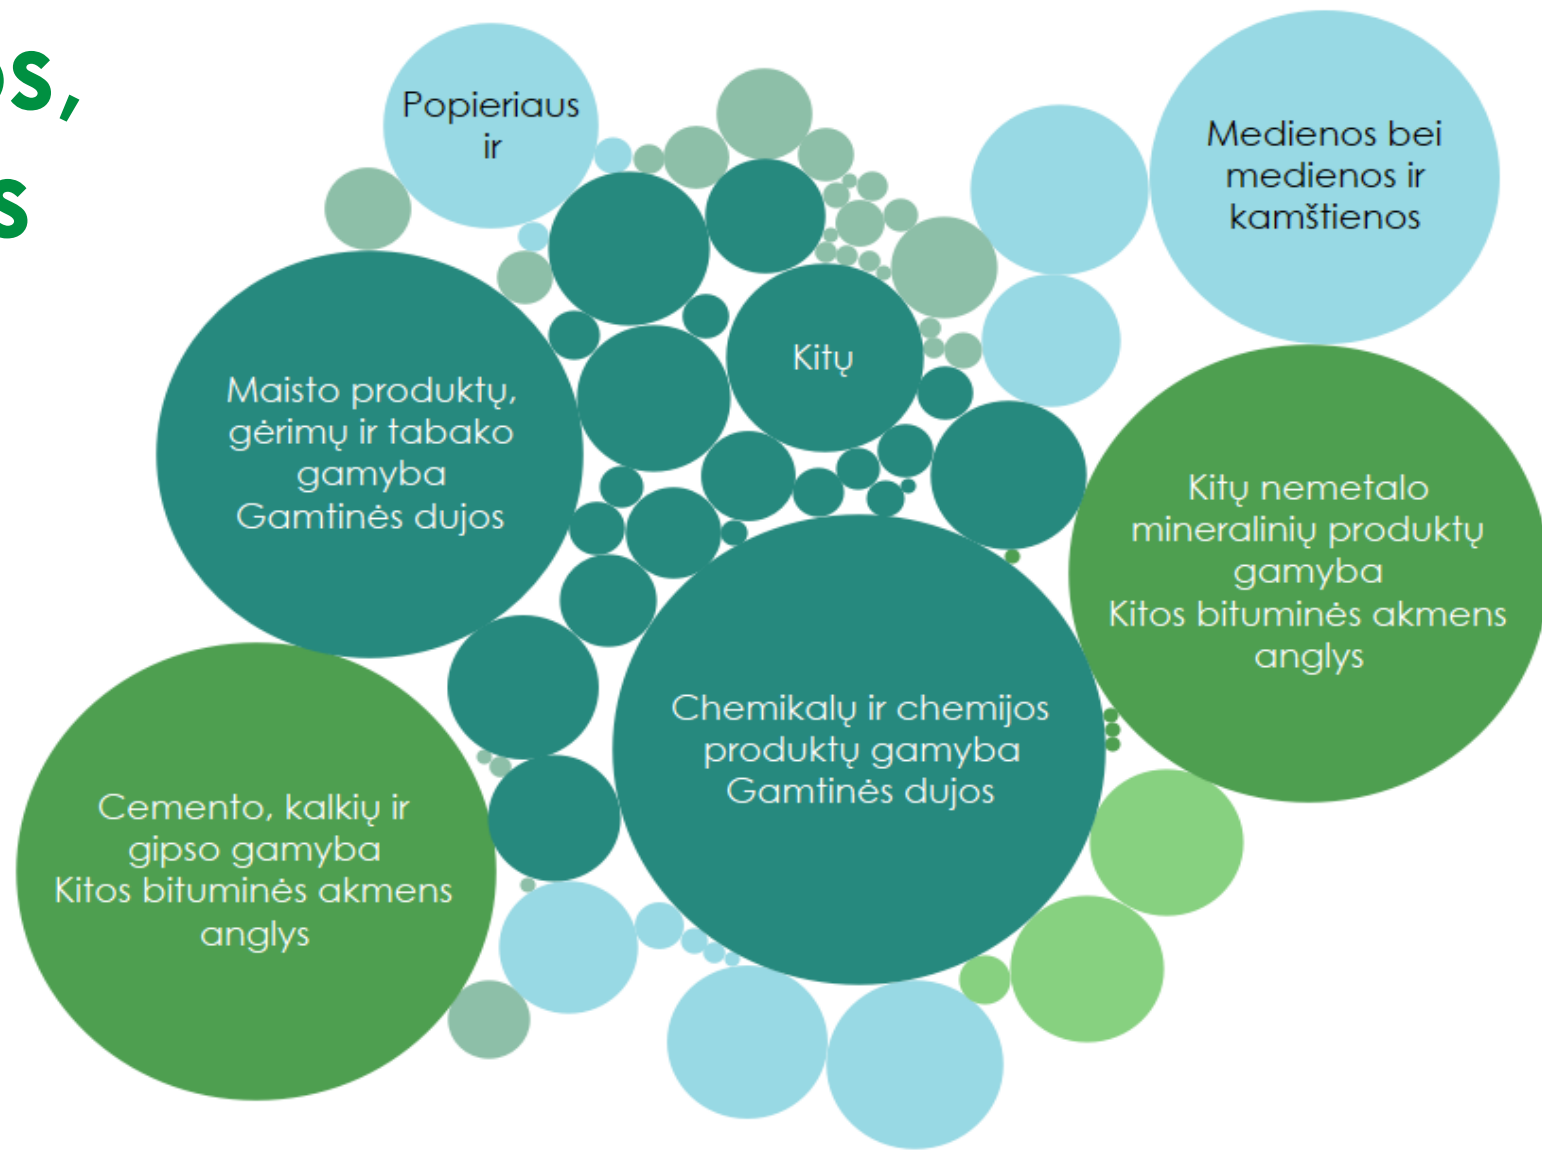 os,
s
Popieriaus
ir
Medienos bei
medienos ir
kamštienos
Kitų
Maisto produktų,
gėrimų ir tabako
gamyba
Gamtinės dujos
Kitų nemetalo
mineralinių produktų
gamyba
Kitos bituminės akmens
anglys
Chemikalų ir chemijos
produktų gamyba
Gamtinės dujos
Cemento, kalkių ir
gipso gamyba
Kitos bituminės akmens
anglys